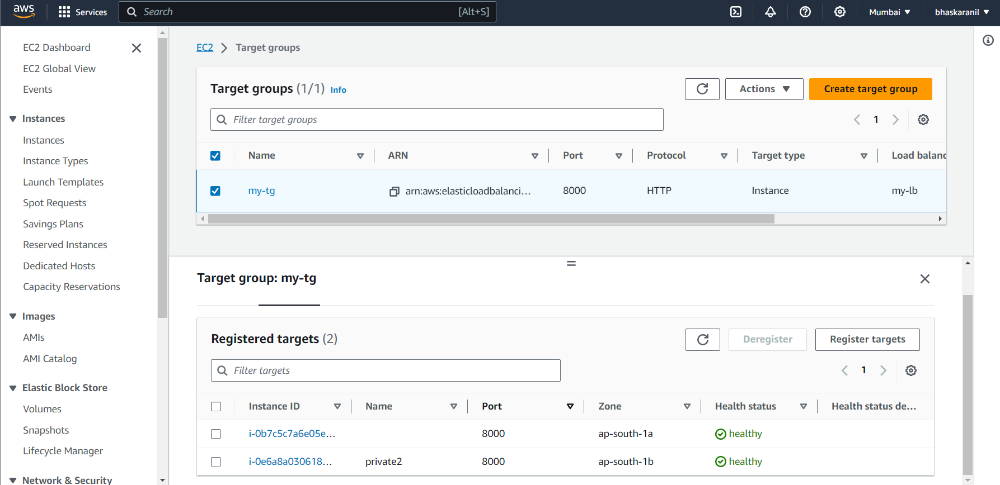 aws Services Search [Alt+S] Mumbai bhaskaranil
EC2 Dashboard
EC2 Global View
Events
Instances
Instances
Instance Types
Launch Templates
Spot Requests
Savings Plans
Reserved Instances
Dedicated Hosts
Capacity Reservations
Images
AMIs
AMI Catalog
Elastic Block Store
Volumes
Snapshots
Lifecycle Manager
Network & Security
EC2 Target groups
Target groups (1/1) Info Actions Create target group
Filter target groups 1
Name ARN Port Protocol Target type Load balanc
my-tg arn:aws:elasticloadbalanci... 8000 HTTP Instance my-lb
Target group: my-tg
Registered targets (2) Deregister Register targets
Filter targets 1
Instance ID Name Port Zone Health status Health status de...
i-0b7c5c7a6e05e... 8000 ap-south-1a healthy
i-0e6a8a030618... private2 8000 ap-south-1b healthy